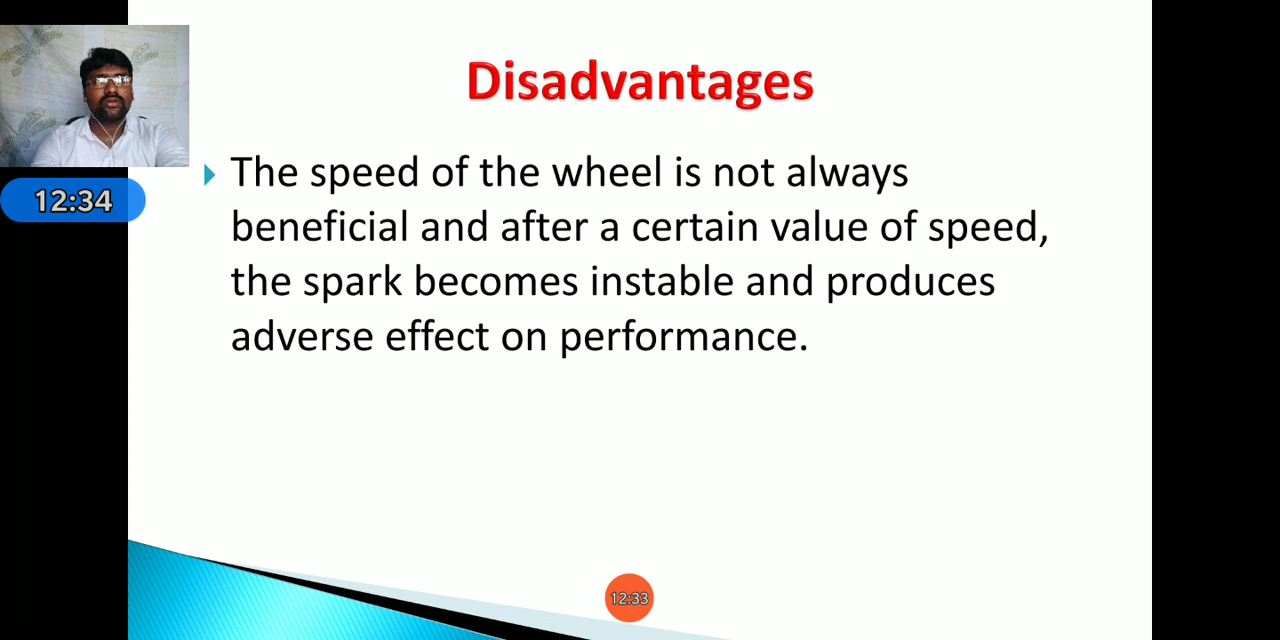 Disadvantages
12:34
The speed of the wheel is not always
beneficial and after a certain value of speed,
the spark becomes instable and produces
adverse effect on performance.
12:33